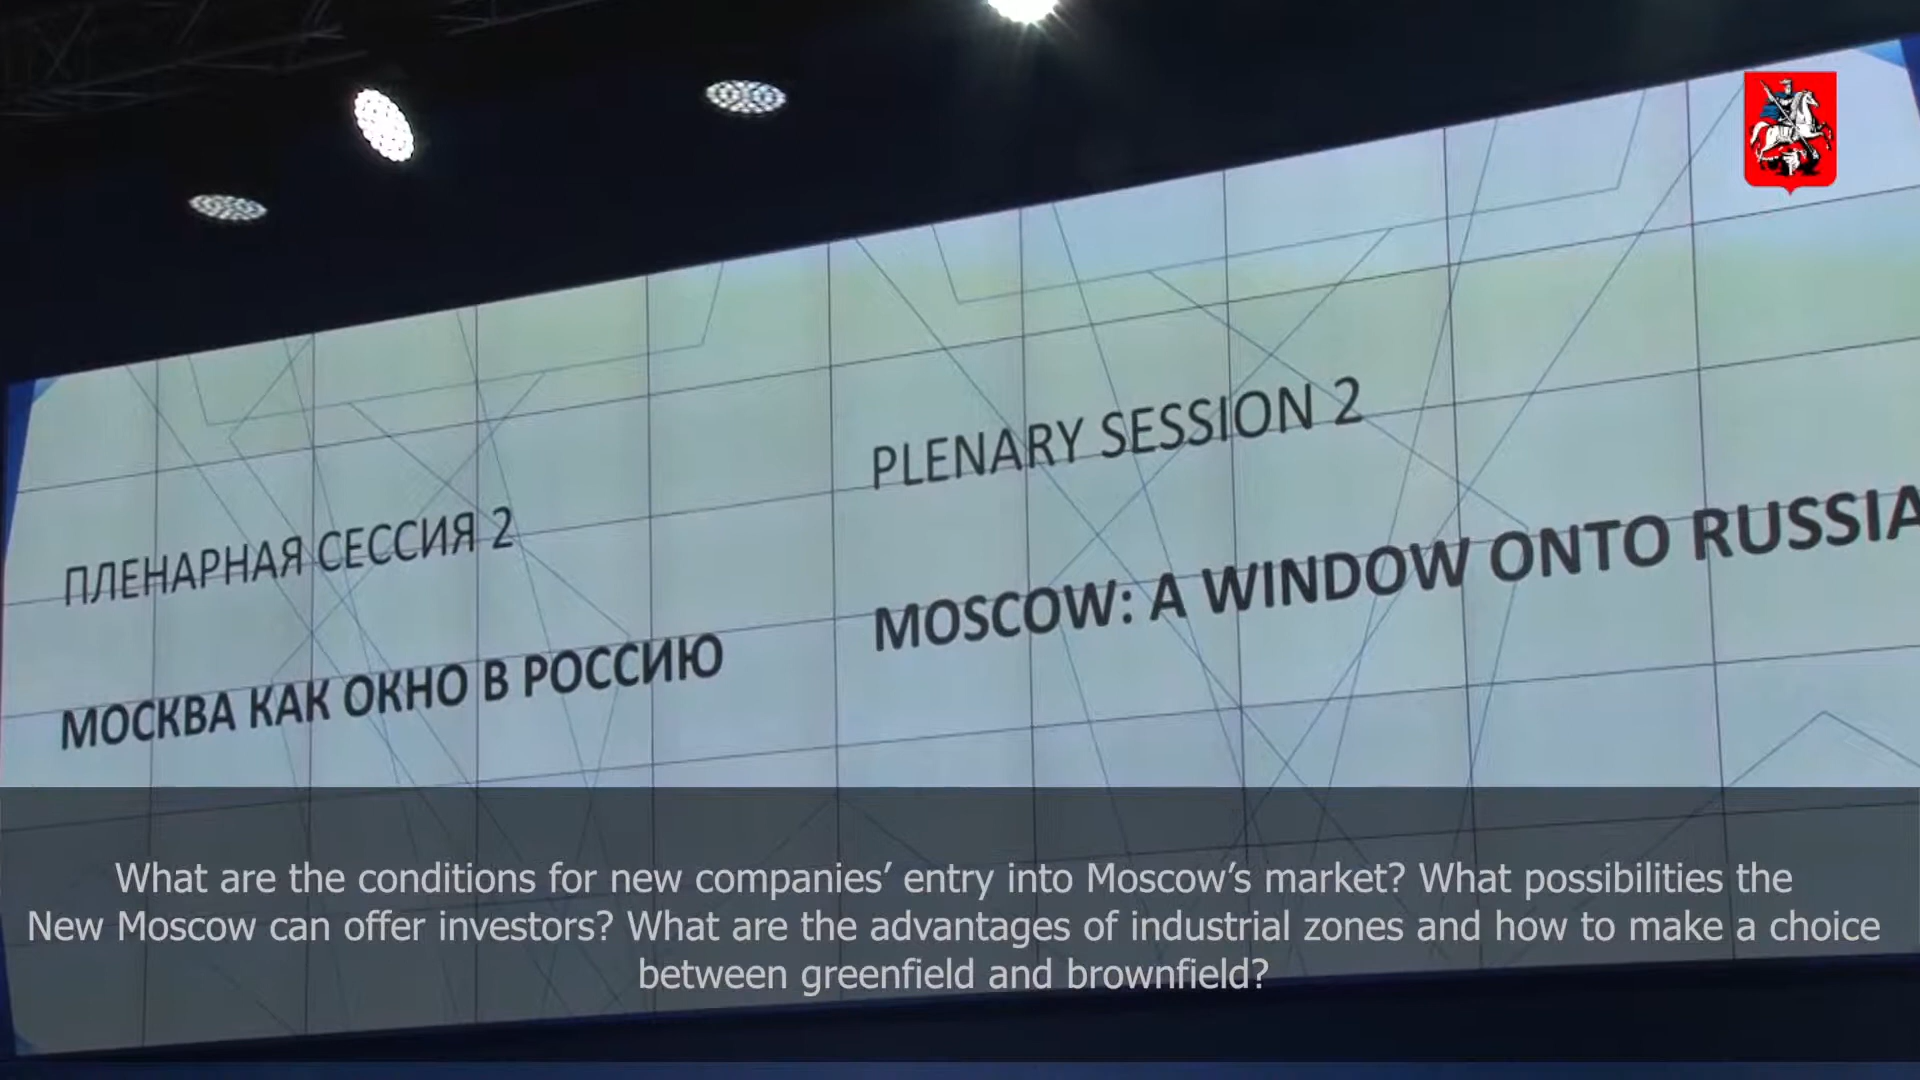 ПЛЕНАРНАЯ СЕССИЯ 2
МОСКВА КАК ОКНО В РОССИЮ
PLENARY SESSION 2
MOSCOW: A WINDOW ONTO RUSSIA
What are the conditions for new companies’ entry into Moscow’s market? What possibilities the
New Moscow can offer investors? What are the advantages of industrial zones and how to make a choice
between greenfield and brownfield?